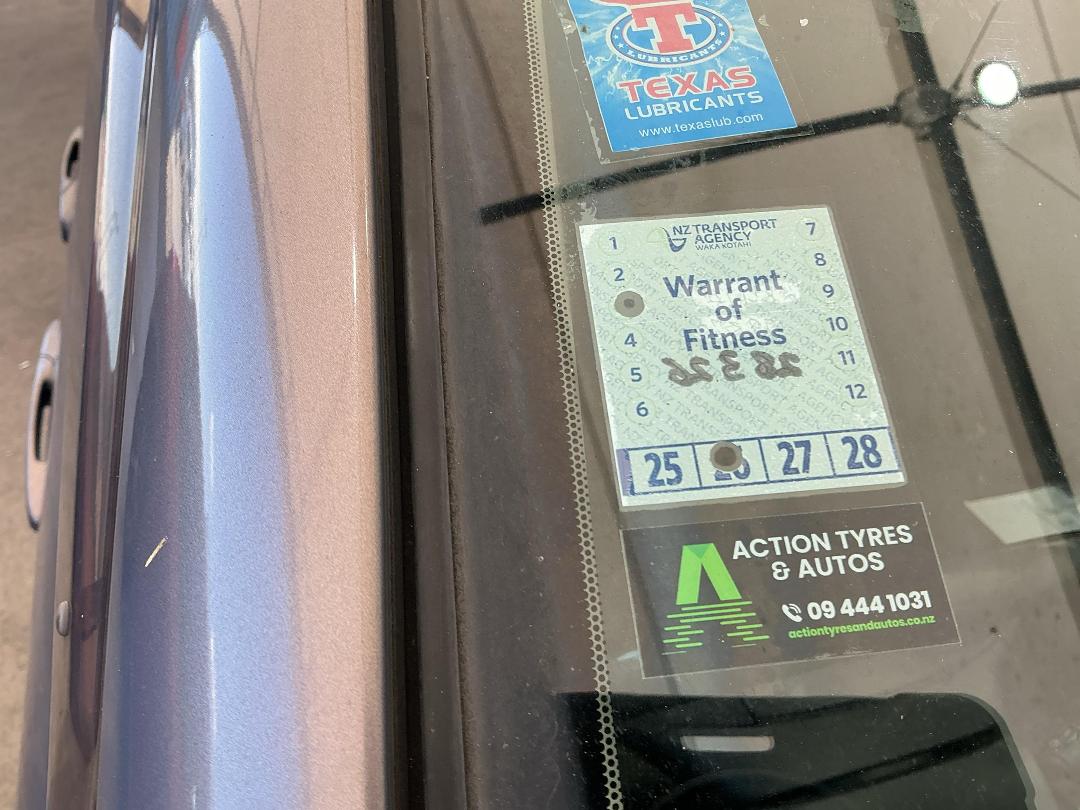 T
LUBRICANTS
TEXAS
LUBRICANTS
www.texaslub.com
NZ TRANSPORT
AGENCY
WAKA KOTAHI
Warrant
of
Fitness
28 3 26
1
2
4
5
6
7
8
9
10
11
12
25 26 27 28
ACTION TYRES
& AUTOS
09 444 1031
actiontyresandautos.co.nz